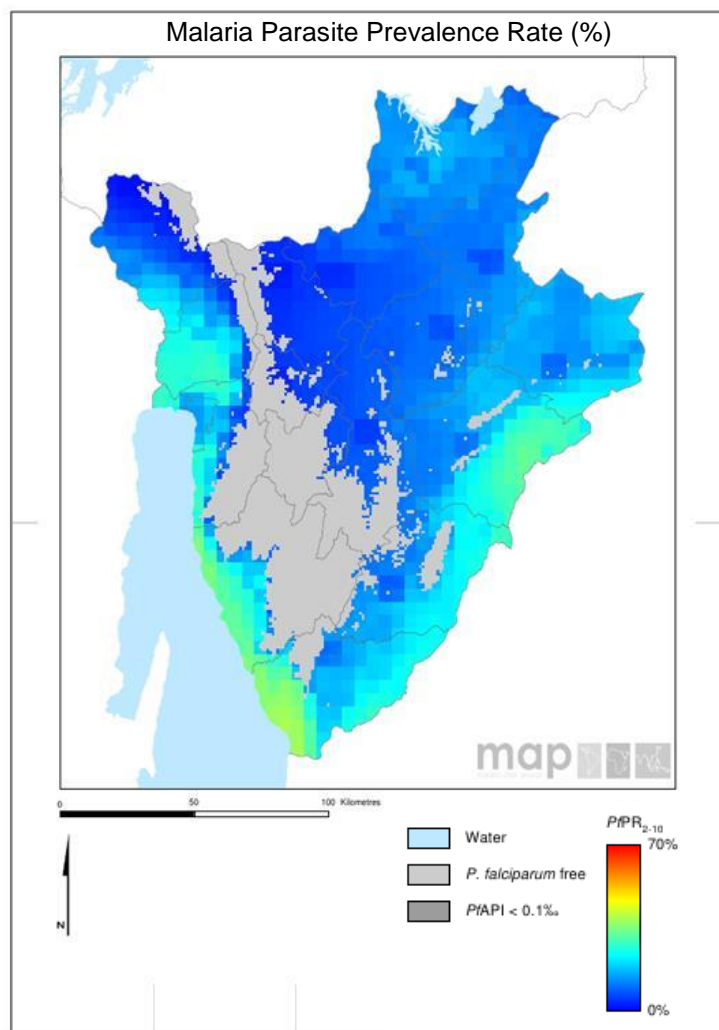 Malaria Parasite Prevalence Rate (%)
map
0 50 100 Kilometres
N
Water
P. falciparum free
PfAPI < 0.1‰
PfPR2-10
70%
0%